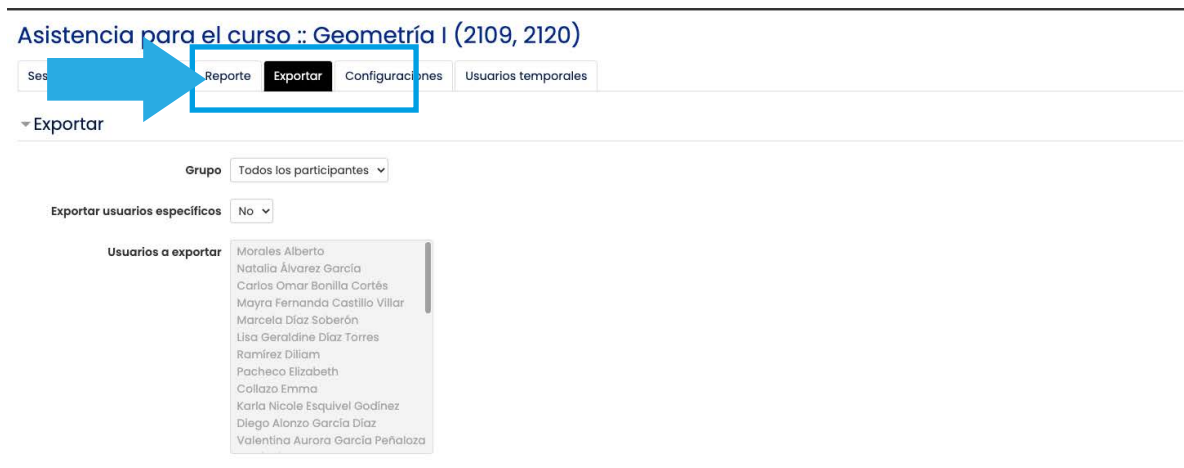 Asistencia para el curso :: Geometría I (2109, 2120)
Reporte Exportar Configuraciones Usuarios temporales
Exportar
Grupo Todos los participantes
Exportar usuarios específicos No
Usuarios a exportar Morales Alberto
Natalia Álvarez García
Carlos Omar Bonilla Cortés
Mayra Fernanda Castillo Villar
Marcela Díaz Soberón
Lisa Geraldine Díaz Torres
Ramírez Diliam
Pacheco Elizabeth
Collazo Emma
Karla Nicole Esquivel Godínez
Diego Alonzo García Díaz
Valentina Aurora García Peñaloza